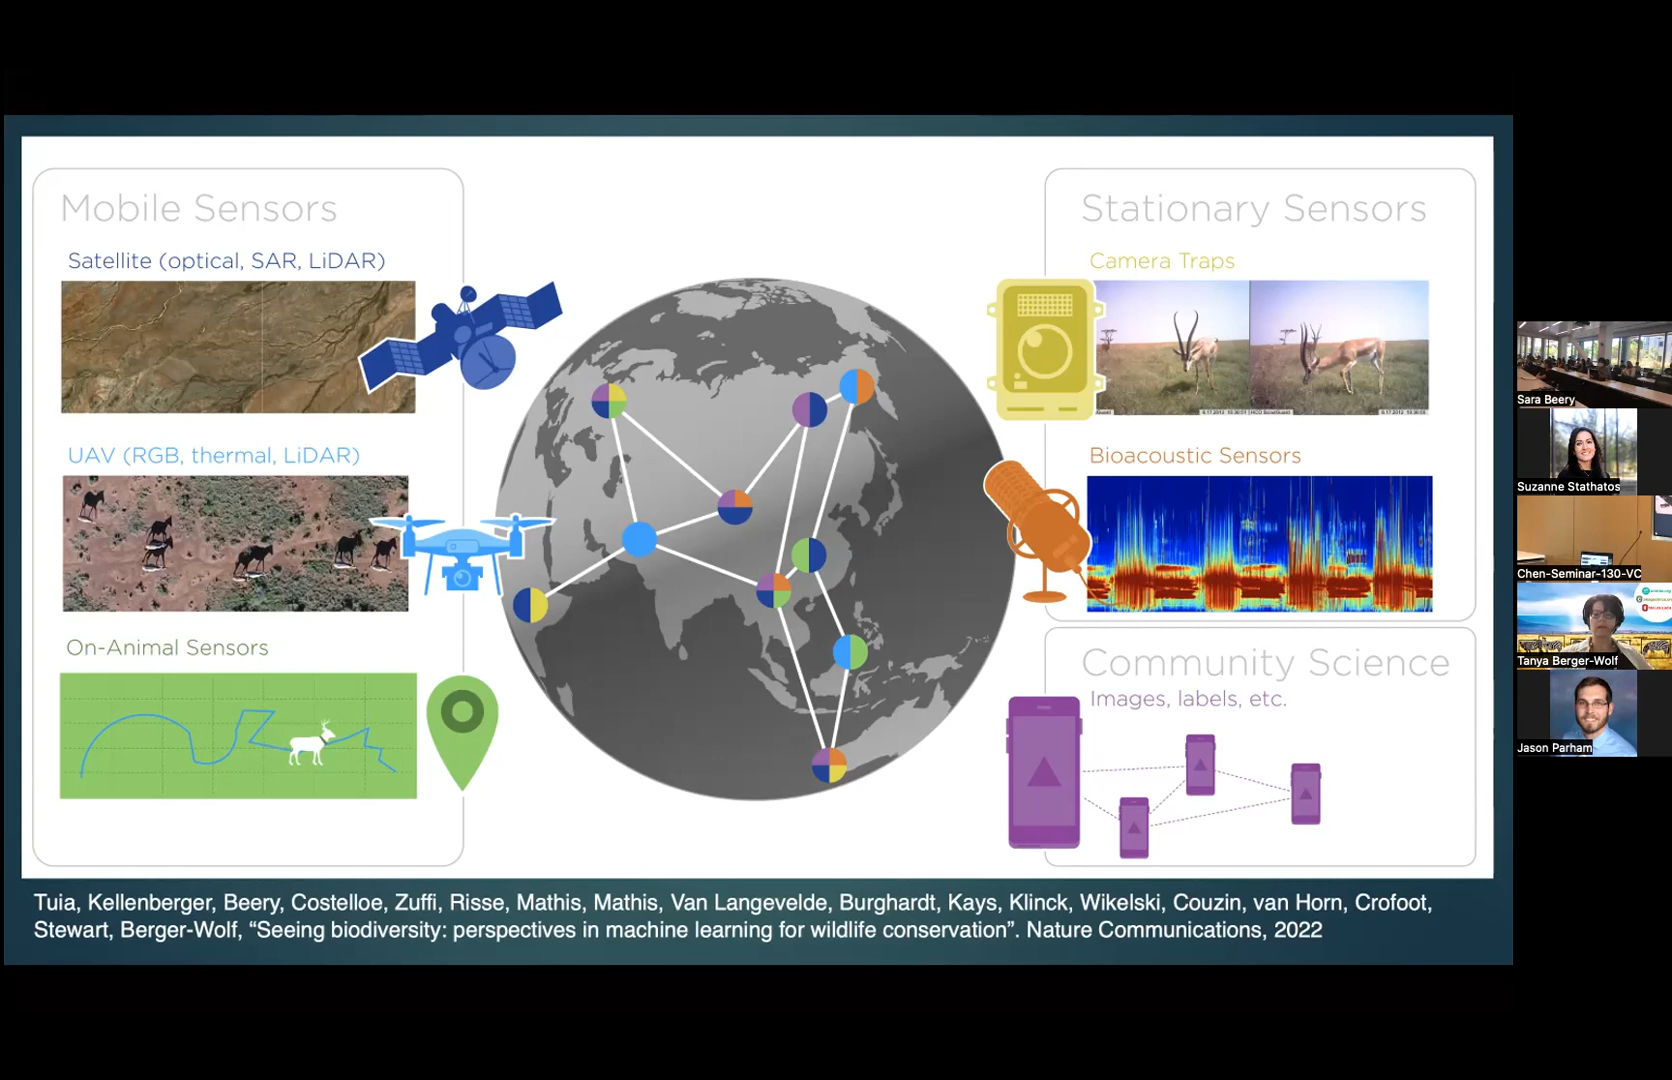 Mobile Sensors
Satellite (optical, SAR, LiDAR)
UAV (RGB, thermal, LiDAR)
On-Animal Sensors
Stationary Sensors
Camera Traps
Bioacoustic Sensors
Community Science
Images, labels, etc.
Tuia, Kellenberger, Beery, Costelloe, Zuffi, Risse, Mathis, Mathis, Van Langevelde, Burghardt, Kays, Klinck, Wikelski, Couzin, van Horn, Crofoot,
Stewart, Berger-Wolf, “Seeing biodiversity: perspectives in machine learning for wildlife conservation”. Nature Communications, 2022
Sara Beery
Suzanne Stathatos
Chen-Seminar-130-VC
Tanya Berger-Wolf
Jason Parham